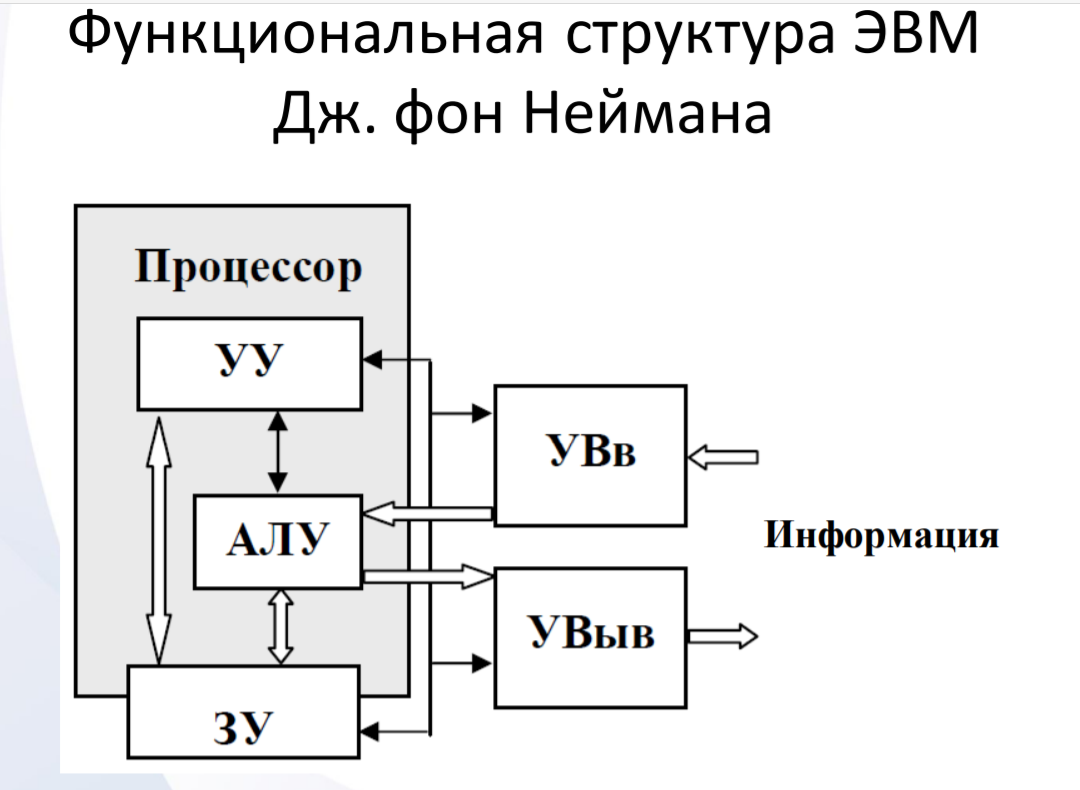 Функциональная структура ЭВМ
Дж. фон Неймана
Процессор
УУ
УВв
АЛУ
Информация
УВыв
ЗУ